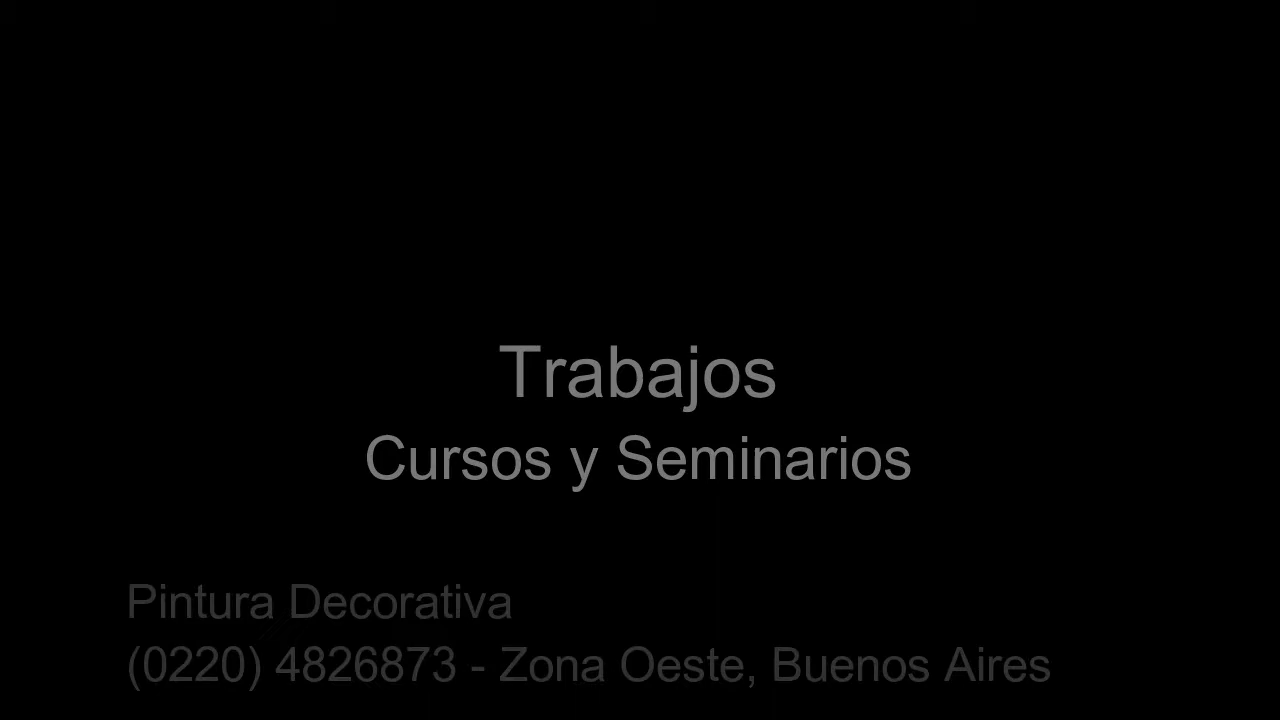 Trabajos
Cursos y Seminarios
Pintura Decorativa
(0220) 4826873 - Zona Oeste, Buenos Aires